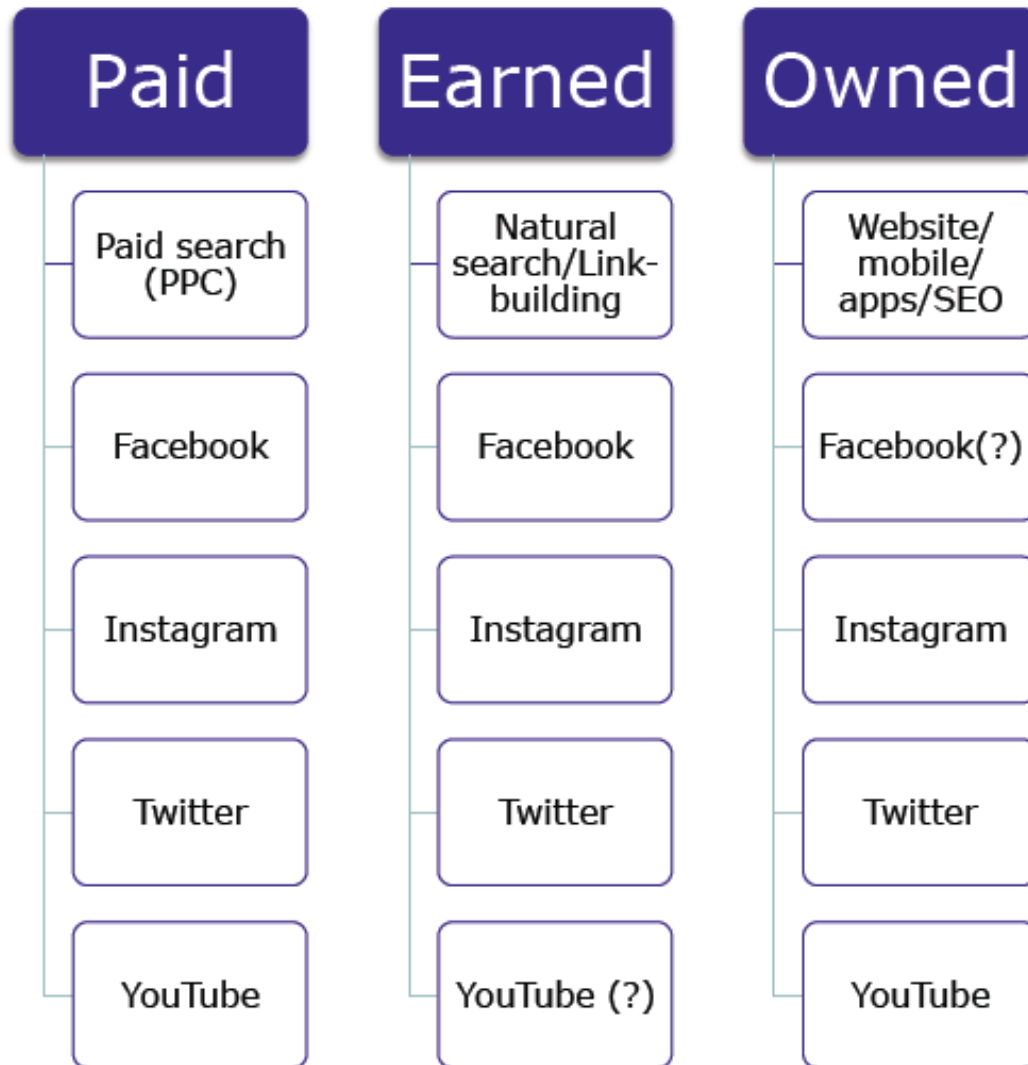 Paid
Paid search
(PPC)
Facebook
Instagram
Twitter
YouTube
Earned
Natural
search/Link-
building
Facebook
Instagram
Twitter
YouTube (?)
Owned
Website/
mobile/
apps/SEO
Facebook(?)
Instagram
Twitter
YouTube